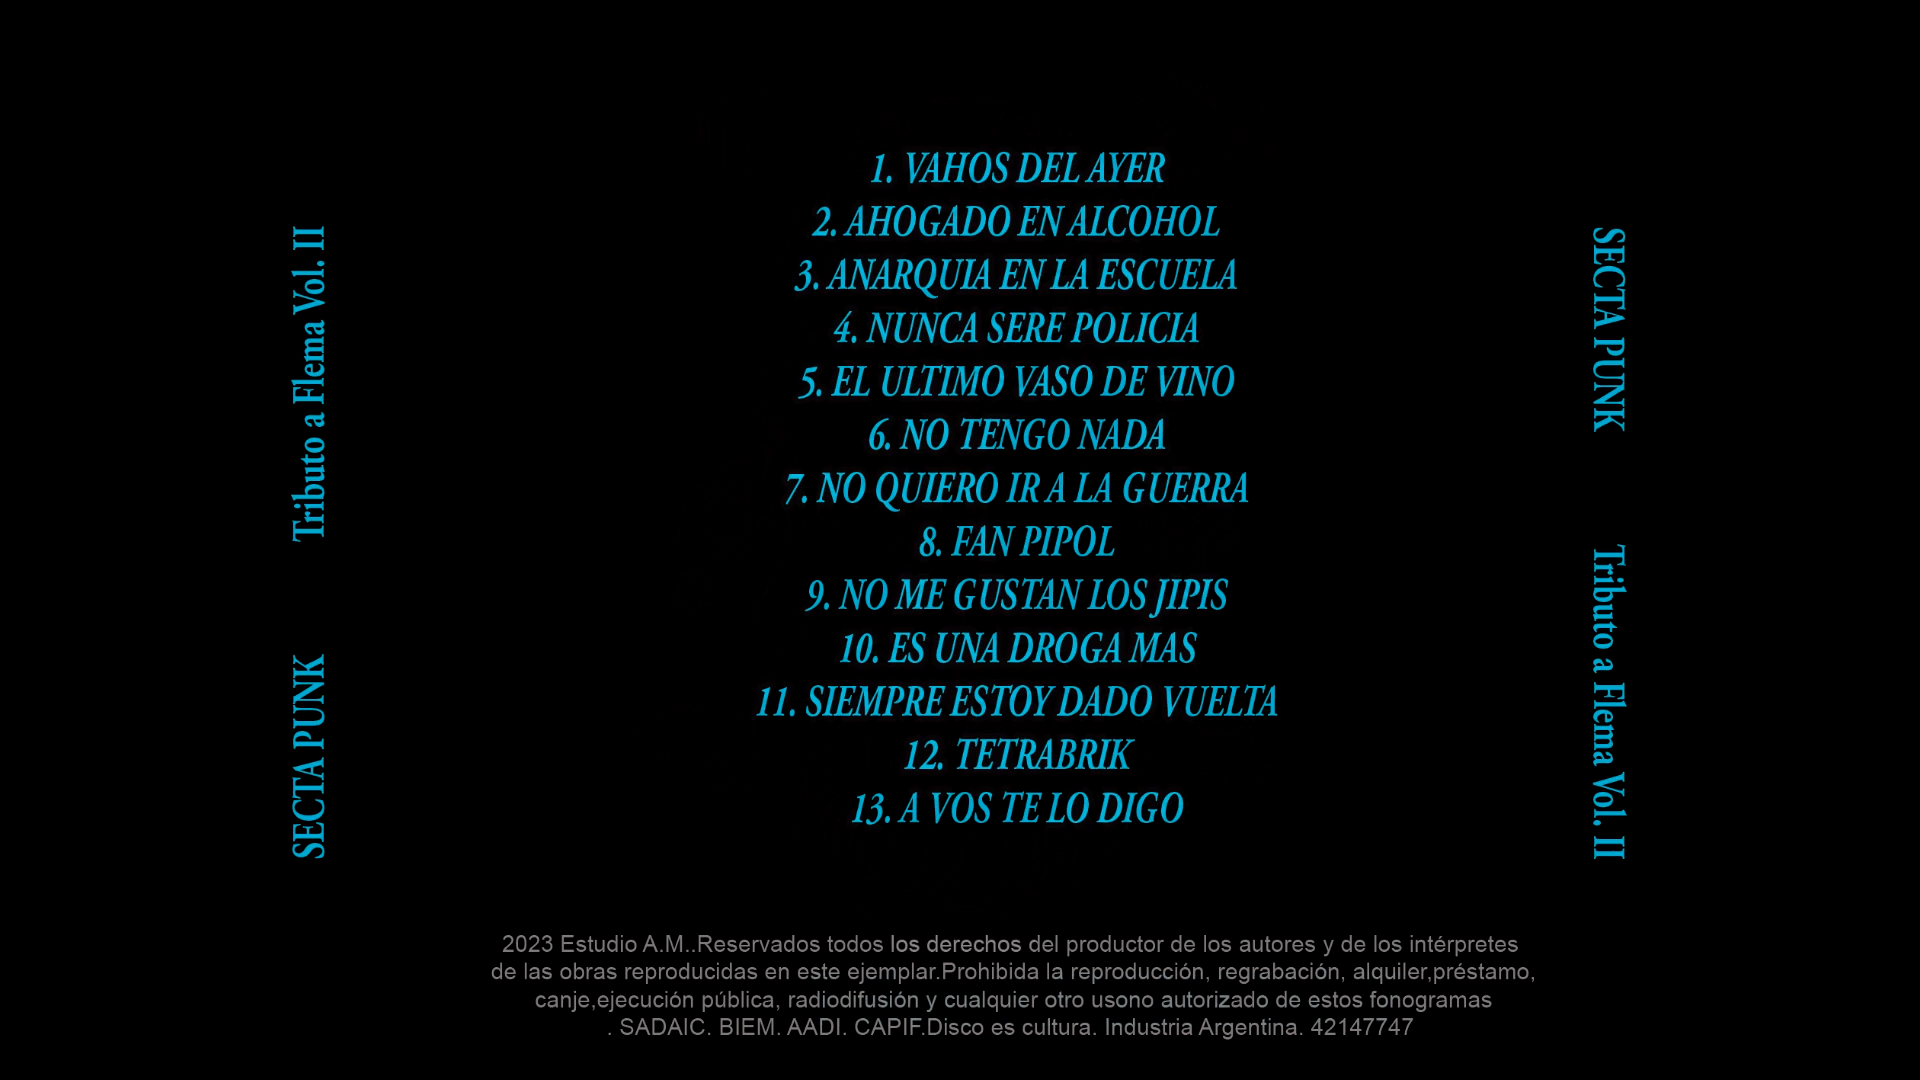 Tributo a Flema Vol. II
SECTA PUNK
1. VAHOS DEL AYER
2. AHOGADO EN ALCOHOL
3. ANARQUIA EN LA ESCUELA
4. NUNCA SERE POLICIA
5. EL ULTIMO VASO DE VINO
6. NO TENGO NADA
7. NO QUIERO IR A LA GUERRA
8. FAN PIPOL
9. NO ME GUSTAN LOS JIPIS
10. ES UNA DROGA MAS
11. SIEMPRE ESTOY DADO VUELTA
12. TETRABRIK
13. A VOS TE LO DIGO
SECTA PUNK
Tributo a Flema Vol. II
2023 Estudio A.M..Reservados todos los derechos del productor de los autores y de los intérpretes
de las obras reproducidas en este ejemplar.Prohibida la reproducción, regrabación, alquiler,préstamo,
canje,ejecución pública, radiodifusión y cualquier otro usono autorizado de estos fonogramas
. SADAIC. BIEM. AADI. CAPIF.Disco es cultura. Industria Argentina. 42147747